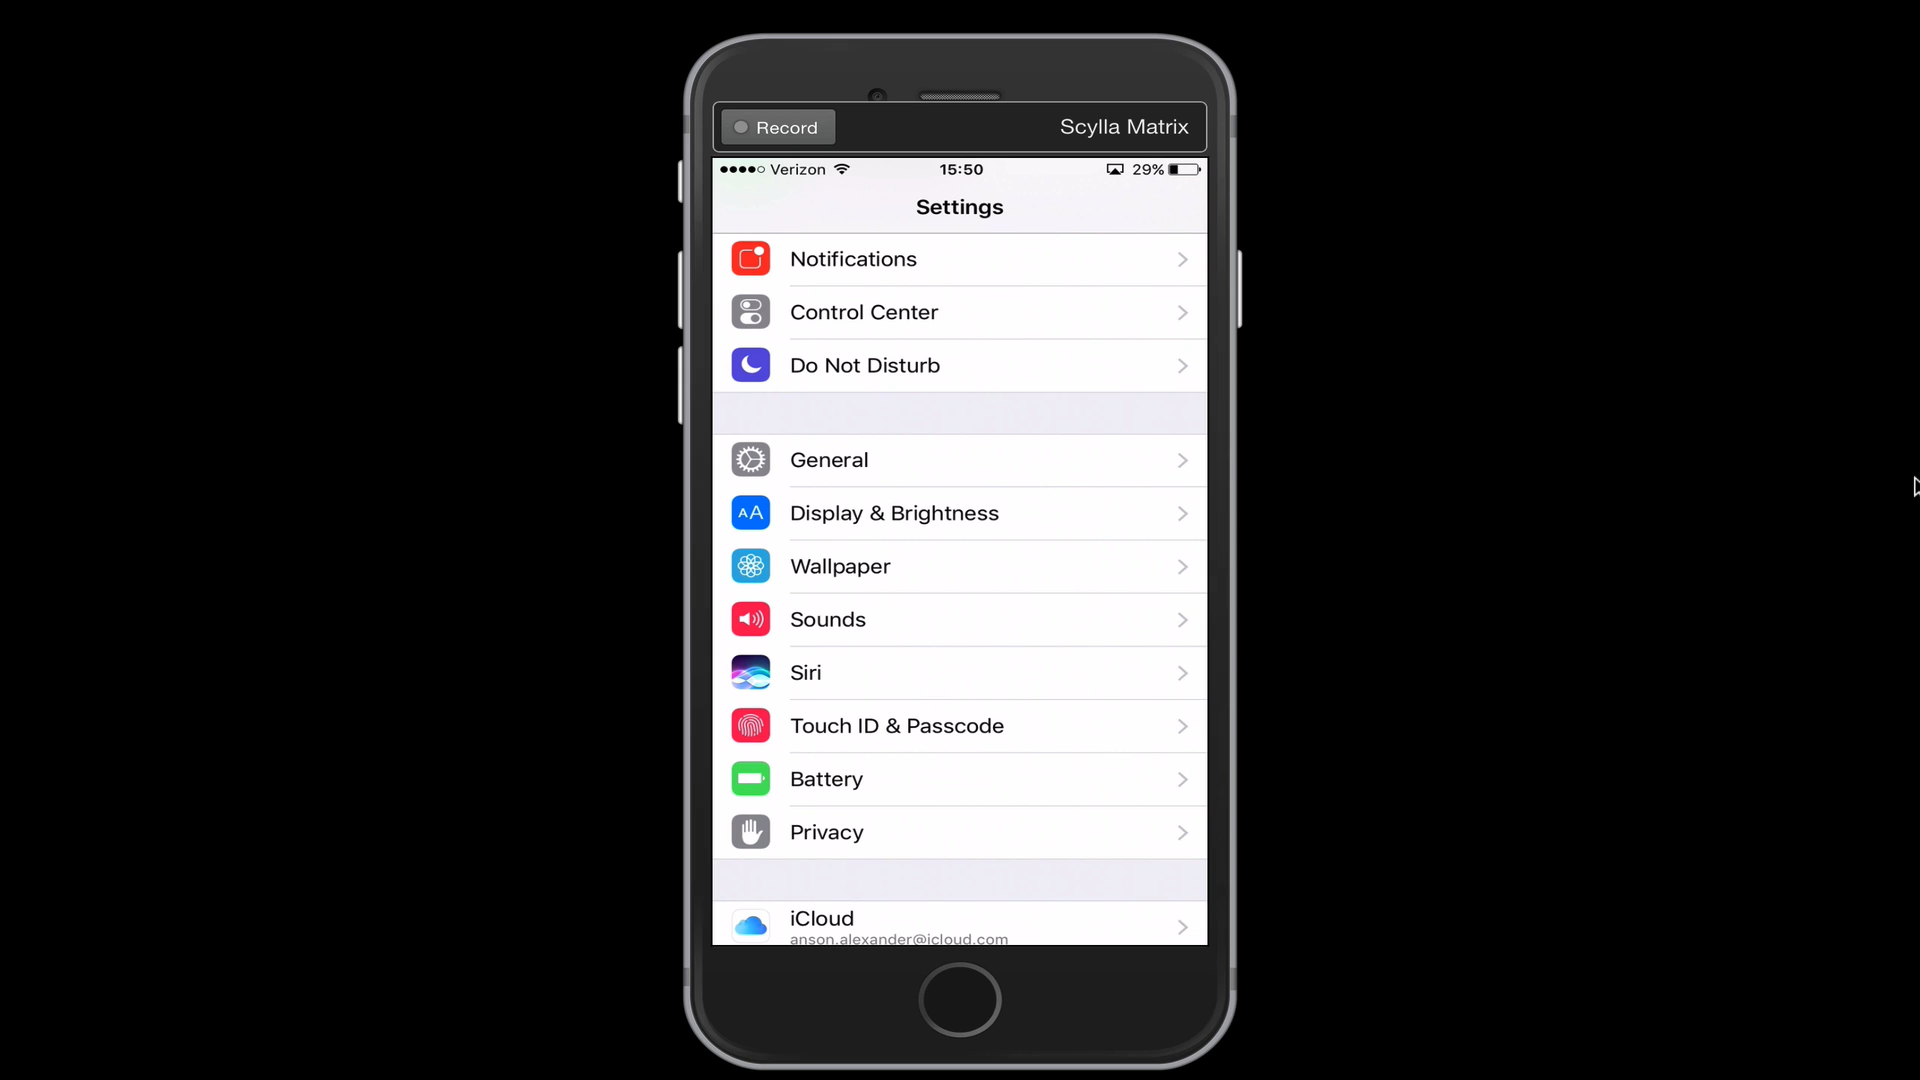 Record
Scylla Matrix
Verizon 15:50 29%
Settings
Notifications
Control Center
Do Not Disturb
General
AA Display & Brightness
Wallpaper
Sounds
Siri
Touch ID & Passcode
Battery
Privacy
iCloud
anson.alexander@icloud.com